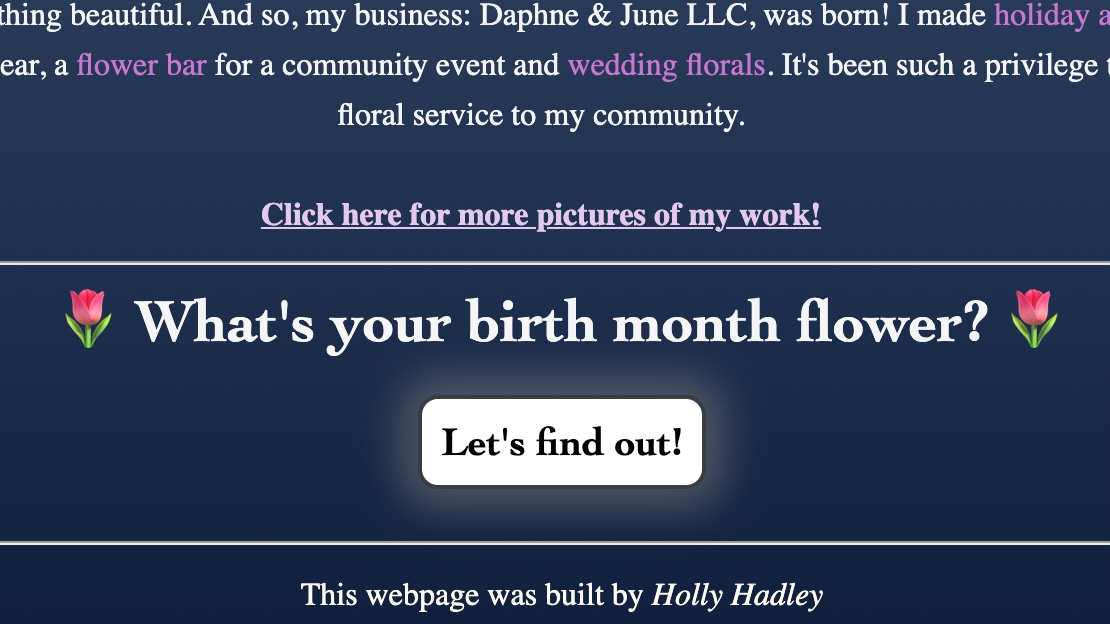 thing beautiful. And so, my business: Daphne & June LLC, was born! I made holiday a
ear, a flower bar for a community event and wedding florals. It's been such a privilege t
floral service to my community.
Click here for more pictures of my work!
🌷 What's your birth month flower? 🌷
Let's find out!
This webpage was built by Holly Hadley